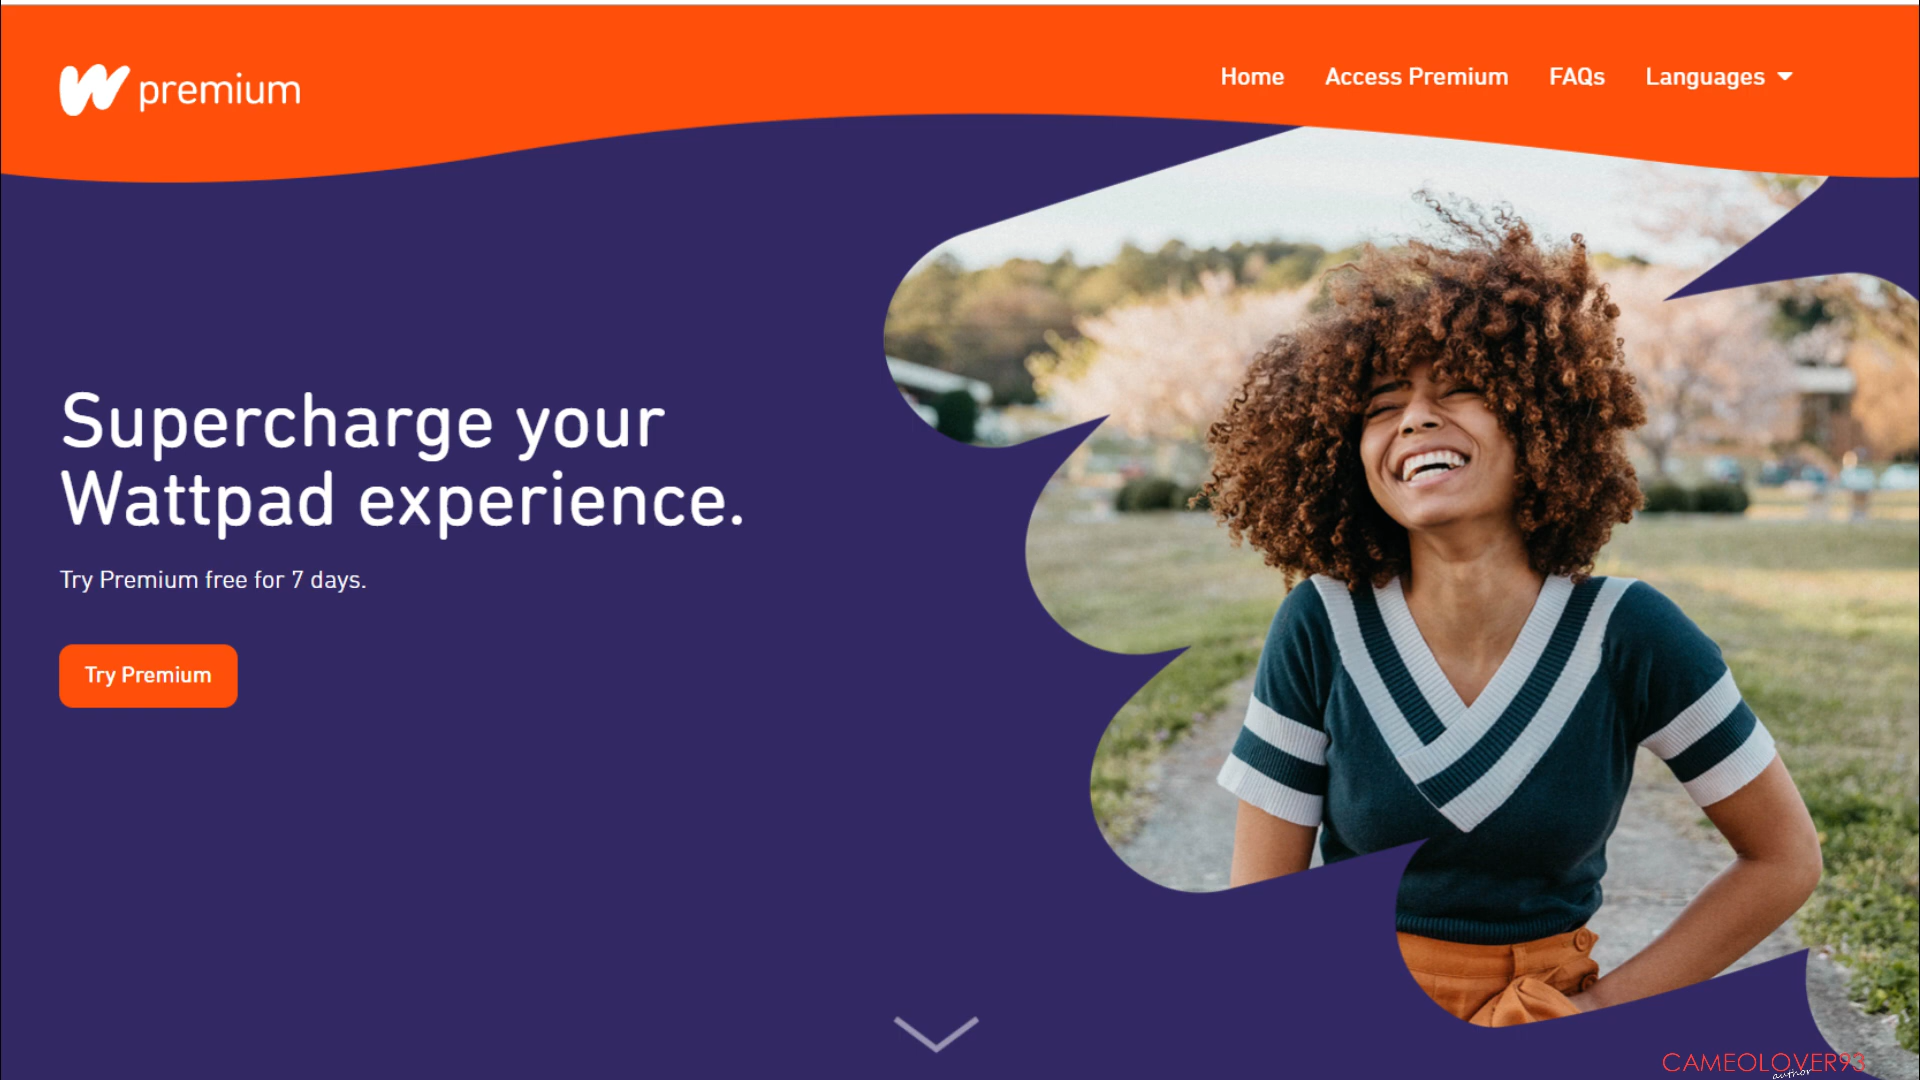 premium
Home
Access Premium
FAQs
Languages
Supercharge your
Wattpad experience.
Try Premium free for 7 days.
Try Premium
CAMEOLOVER93
author